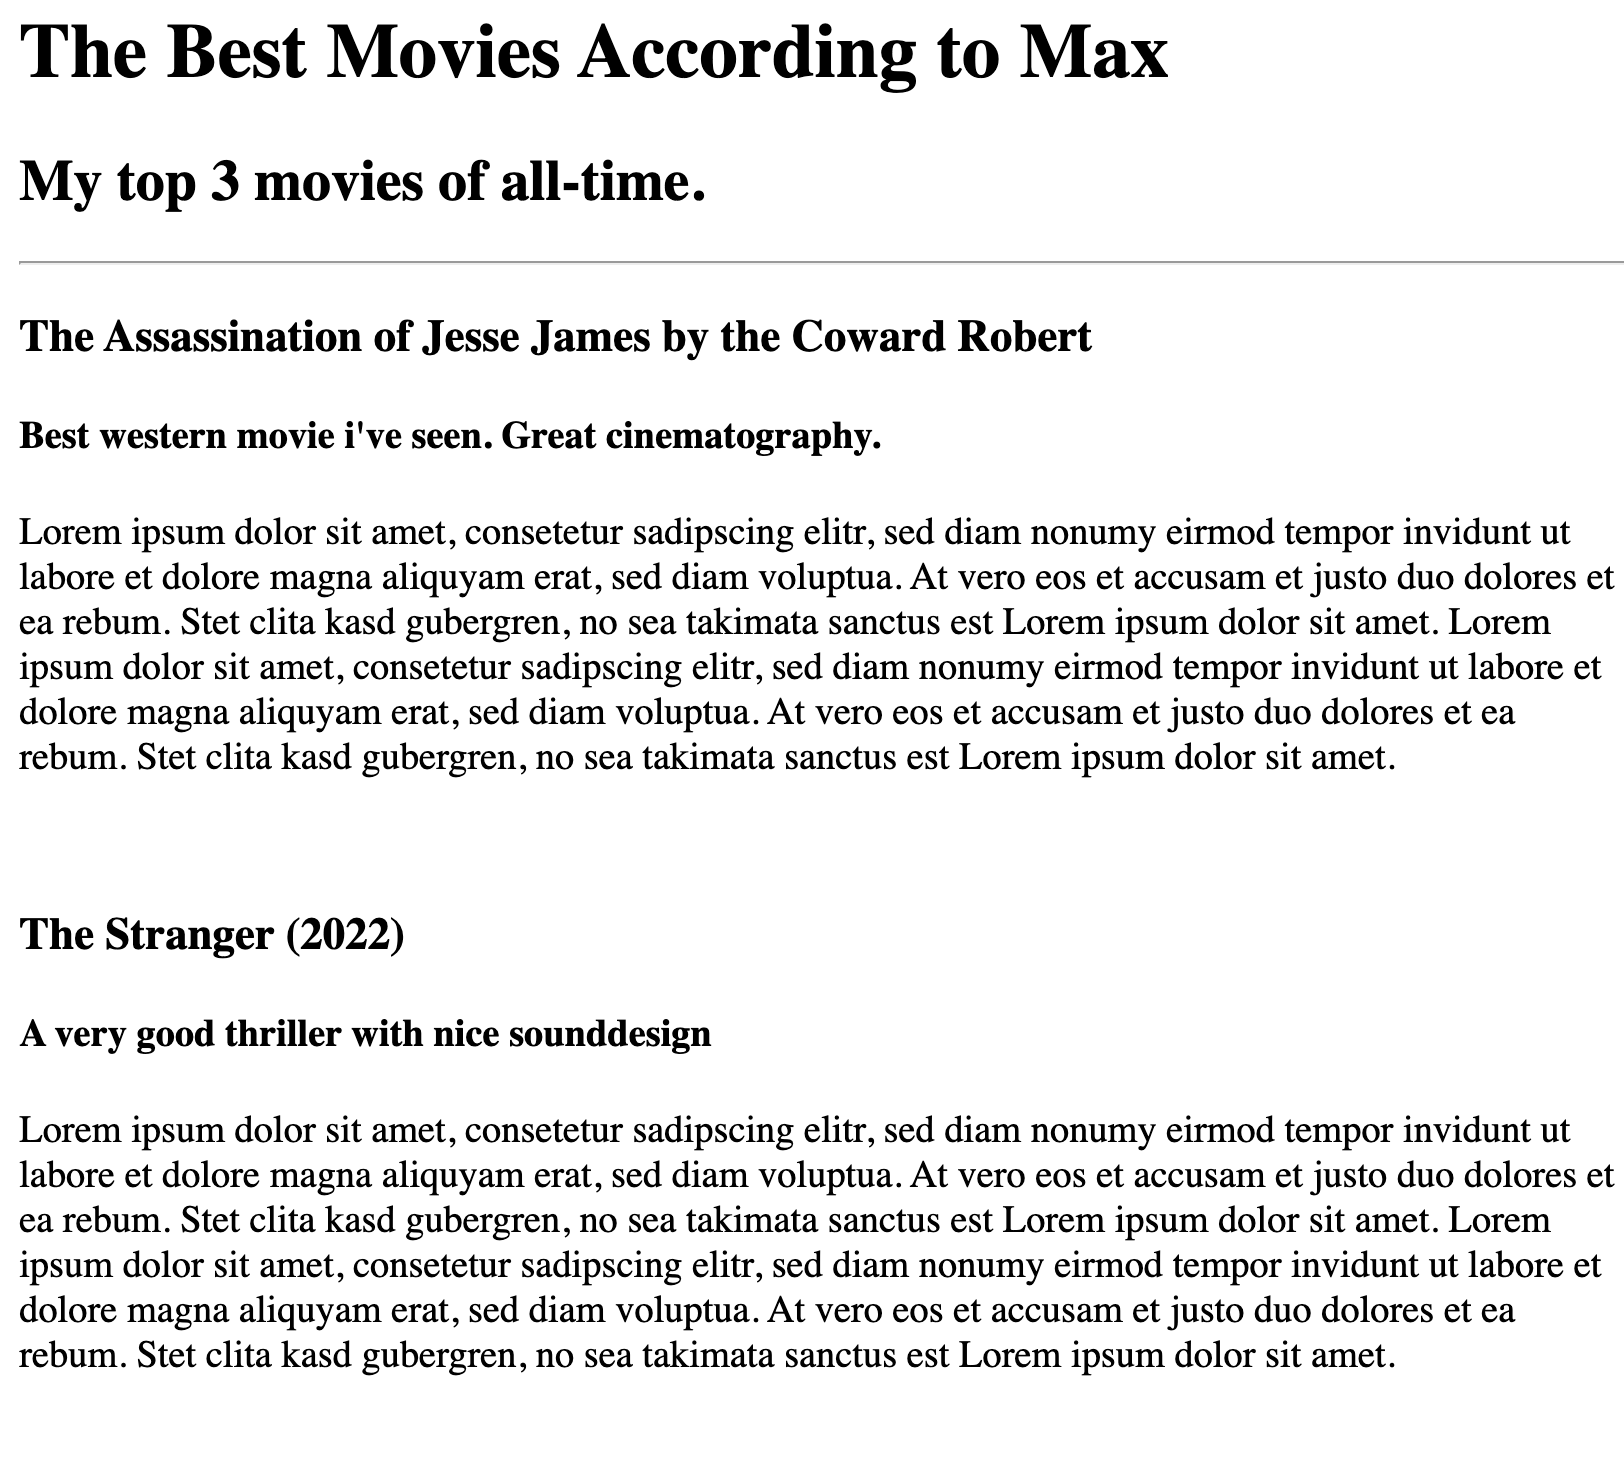 The Best Movies According to Max
My top 3 movies of all-time.
The Assassination of Jesse James by the Coward Robert
Best western movie i've seen. Great cinematography.
Lorem ipsum dolor sit amet, consetetur sadipscing elitr, sed diam nonumy eirmod tempor invidunt ut
labore et dolore magna aliquyam erat, sed diam voluptua. At vero eos et accusam et justo duo dolores et
ea rebum. Stet clita kasd gubergren, no sea takimata sanctus est Lorem ipsum dolor sit amet. Lorem
ipsum dolor sit amet, consetetur sadipscing elitr, sed diam nonumy eirmod tempor invidunt ut labore et
dolore magna aliquyam erat, sed diam voluptua. At vero eos et accusam et justo duo dolores et ea
rebum. Stet clita kasd gubergren, no sea takimata sanctus est Lorem ipsum dolor sit amet.
The Stranger (2022)
A very good thriller with nice sounddesign
Lorem ipsum dolor sit amet, consetetur sadipscing elitr, sed diam nonumy eirmod tempor invidunt ut
labore et dolore magna aliquyam erat, sed diam voluptua. At vero eos et accusam et justo duo dolores et
ea rebum. Stet clita kasd gubergren, no sea takimata sanctus est Lorem ipsum dolor sit amet. Lorem
ipsum dolor sit amet, consetetur sadipscing elitr, sed diam nonumy eirmod tempor invidunt ut labore et
dolore magna aliquyam erat, sed diam voluptua. At vero eos et accusam et justo duo dolores et ea
rebum. Stet clita kasd gubergren, no sea takimata sanctus est Lorem ipsum dolor sit amet.